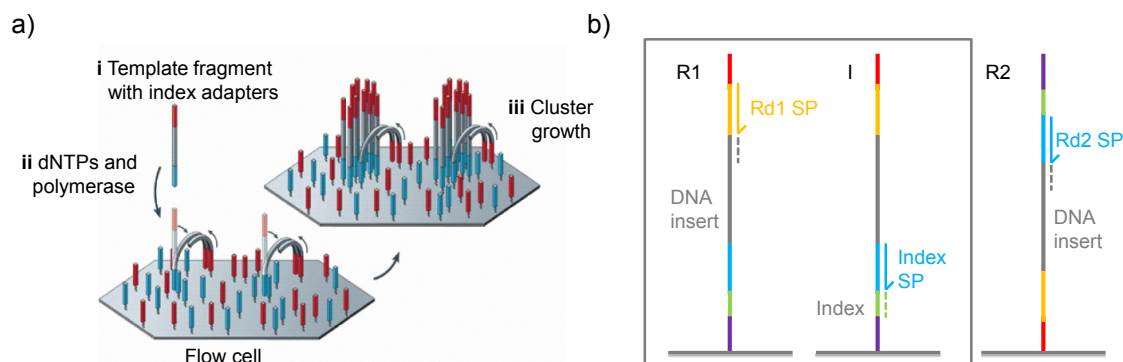 a)
i Template fragment
with index adapters
ii dNTPs and
polymerase
iii Cluster
growth
Flow cell
b)
R1
Rd1 SP
DNA
insert
I
Index
SP
Index
R2
Rd2 SP
DNA
insert